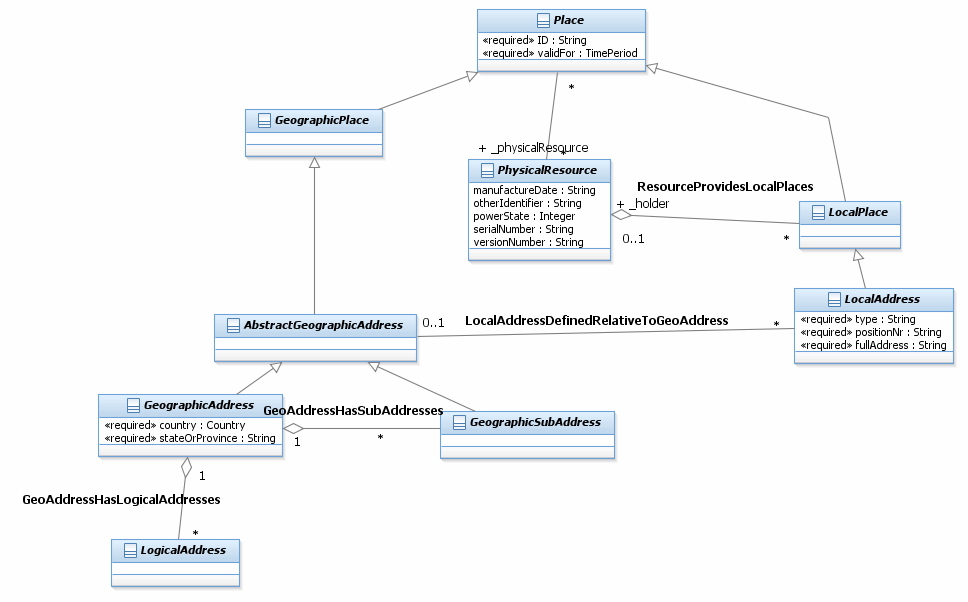 Place
«required» ID : String
«required» validFor : TimePeriod
*
GeographicPlace
+ _physicalResource
*
PhysicalResource
manufactureDate : String
otherIdentifier : String
powerState : Integer
serialNumber : String
versionNumber : String
ResourceProvidesLocalPlaces
+ _holder
0..1
*
LocalPlace
LocalAddress
«required» type : String
«required» positionNr : String
«required» fullAddress : String
AbstractGeographicAddress
0..1
LocalAddressDefinedRelativeToGeoAddress
*
GeographicAddress
«required» country : Country
«required» stateOrProvince : String
GeoAddressHasSubAddresses
1
*
GeographicSubAddress
1
GeoAddressHasLogicalAddresses
*
LogicalAddress